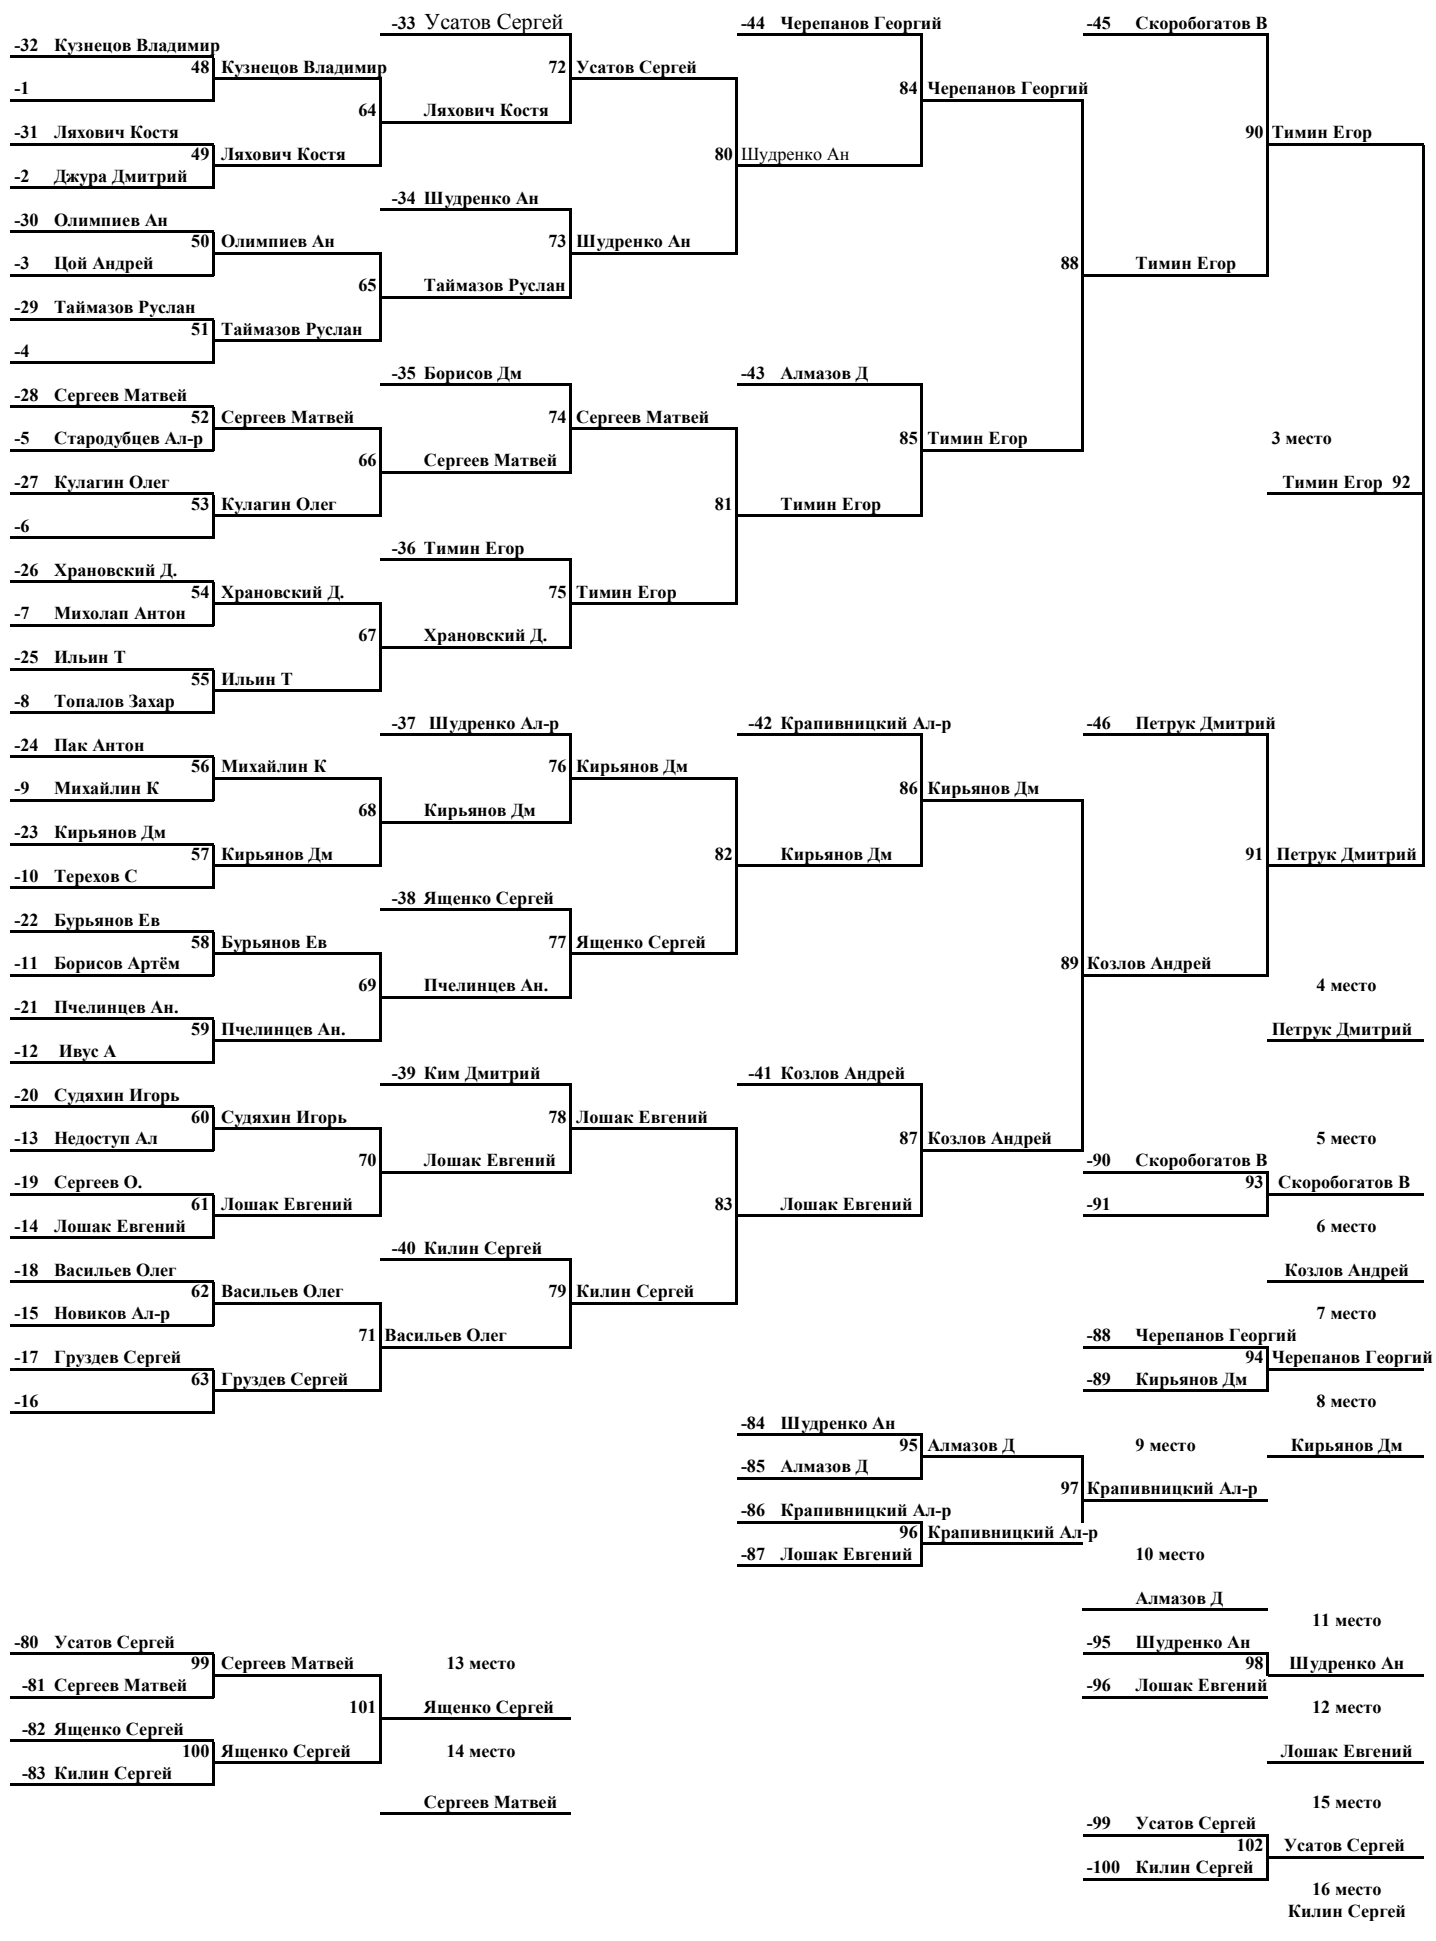 -33 Усатов Сергей
-44 Черепанов Георгий
-45 Скоробогатов В
-32 Кузнецов Владимир
48 Кузнецов Владимир
72 Усатов Сергей
-1
84 Черепанов Георгий
64 Ляхович Костя
-31 Ляхович Костя
90 Тимин Егор
49 Ляхович Костя
80 Шудренко Ан
-2 Джура Дмитрий
-34 Шудренко Ан
-30 Олимпиев Ан
50 Олимпиев Ан
73 Шудренко Ан
-3 Цой Андрей
88 Тимин Егор
65 Таймазов Руслан
-29 Таймазов Руслан
51 Таймазов Руслан
-4
-35 Борисов Дм
-43 Алмазов Д
-28 Сергеев Матвей
52 Сергеев Матвей
74 Сергеев Матвей
-5 Стародубцев Ал-р
85 Тимин Егор
3 место
66 Сергеев Матвей
-27 Кулагин Олег
Тимин Егор 92
53 Кулагин Олег
81 Тимин Егор
-6
-36 Тимин Егор
-26 Храновский Д.
54 Храновский Д.
75 Тимин Егор
-7 Михолап Антон
67 Храновский Д.
-25 Ильин Т
55 Ильин Т
-8 Топалов Захар
-37 Шудренко Ал-р
-42 Крапивницкий Ал-р
-46 Петрук Дмитрий
-24 Пак Антон
56 Михайлин К
76 Кирьянов Дм
-9 Михайлин К
86 Кирьянов Дм
68 Кирьянов Дм
-23 Кирьянов Дм
57 Кирьянов Дм
82 Кирьянов Дм
91 Петрук Дмитрий
-10 Терехов С
-38 Ященко Сергей
-22 Бурьянов Ев
58 Бурьянов Ев
77 Ященко Сергей
-11 Борисов Артём
89 Козлов Андрей
69 Пчелинцев Ан.
4 место
-21 Пчелинцев Ан.
59 Пчелинцев Ан.
Петрук Дмитрий
-12 Ивус А
-39 Ким Дмитрий
-41 Козлов Андрей
-20 Судяхин Игорь
60 Судяхин Игорь
78 Лошак Евгений
-13 Недоступ Ал
87 Козлов Андрей
5 место
70 Лошак Евгений
-90 Скоробогатов В
-19 Сергеев О.
93 Скоробогатов В
61 Лошак Евгений
83 Лошак Евгений
-91
-14 Лошак Евгений
6 место
-40 Килин Сергей
-18 Васильев Олег
Козлов Андрей
62 Васильев Олег
79 Килин Сергей
-15 Новиков Ал-р
7 место
71 Васильев Олег
-88 Черепанов Георгий
-17 Груздев Сергей
94 Черепанов Георгий
63 Груздев Сергей
-89 Кирьянов Дм
-16
8 место
-84 Шудренко Ан
95 Алмазов Д
9 место
Кирьянов Дм
-85 Алмазов Д
97 Крапивницкий Ал-р
-86 Крапивницкий Ал-р
96 Крапивницкий Ал-р
-87 Лошак Евгений
10 место
Алмазов Д
11 место
-80 Усатов Сергей
-95 Шудренко Ан
99 Сергеев Матвей
13 место
98 Шудренко Ан
-81 Сергеев Матвей
-96 Лошак Евгений
101 Ященко Сергей
12 место
-82 Ященко Сергей
100 Ященко Сергей
14 место
Лошак Евгений
-83 Килин Сергей
Сергеев Матвей
15 место
-99 Усатов Сергей
102 Усатов Сергей
-100 Килин Сергей
16 место
Килин Сергей